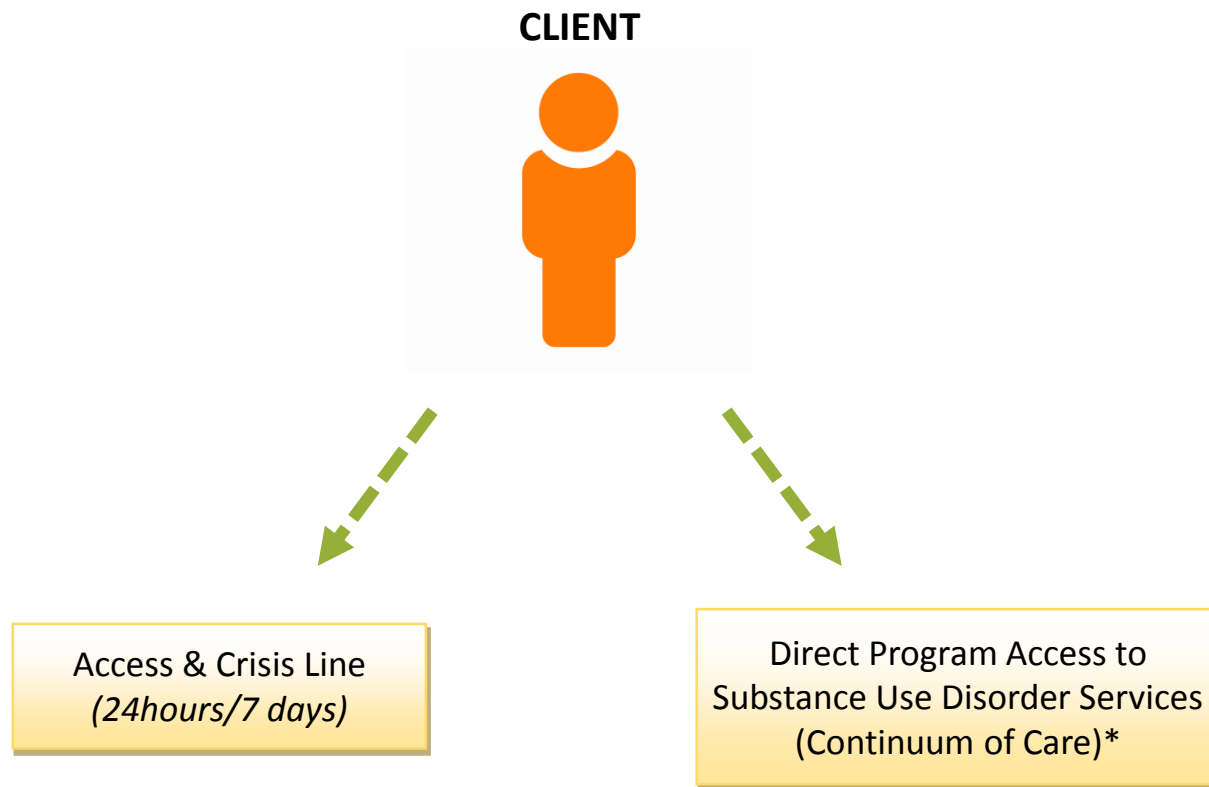 CLIENT
Access & Crisis Line
(24hours/7 days)
Direct Program Access to
Substance Use Disorder Services
(Continuum of Care)*